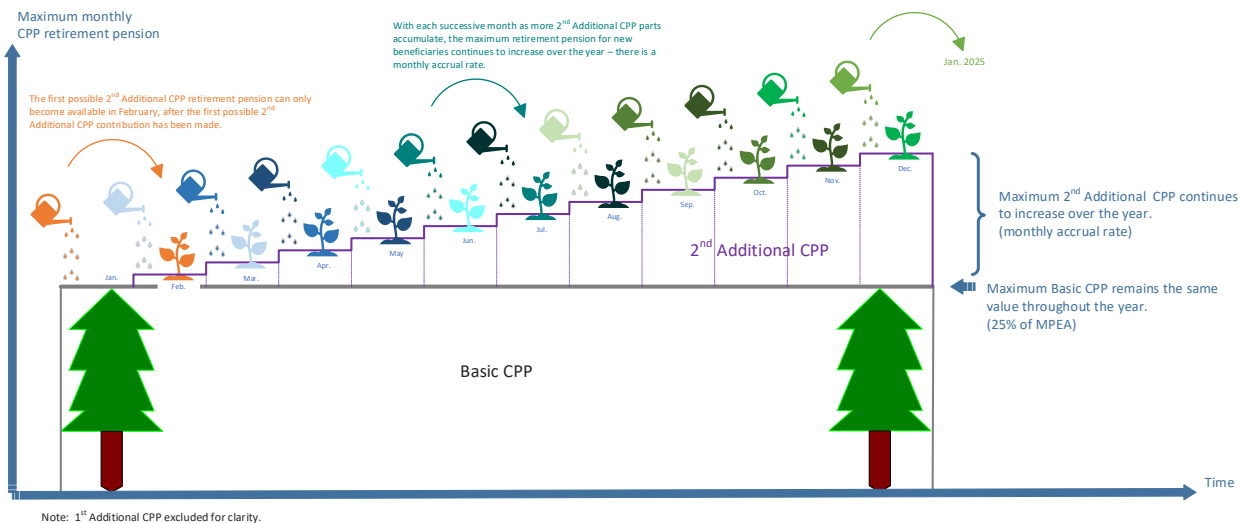 Maximum monthly
CPP retirement pension
With each successive month as more 2nd Additional CPP parts
accumulate, the maximum retirement pension for new
beneficiaries continues to increase over the year – there is a
monthly accrual rate.
Jan. 2025
The first possible 2nd Additional CPP retirement pension can only
become available in February, after the first possible 2nd
Additional CPP contribution has been made.
Jan.
Feb.
Mar.
Apr.
May
Jun.
Jul.
Aug.
Sep.
Oct.
Nov.
Dec.
2nd Additional CPP
Maximum 2nd Additional CPP continues
to increase over the year.
(monthly accrual rate)
Maximum Basic CPP remains the same
value throughout the year.
(25% of MPEA)
Basic CPP
Time
Note: 1st Additional CPP excluded for clarity.